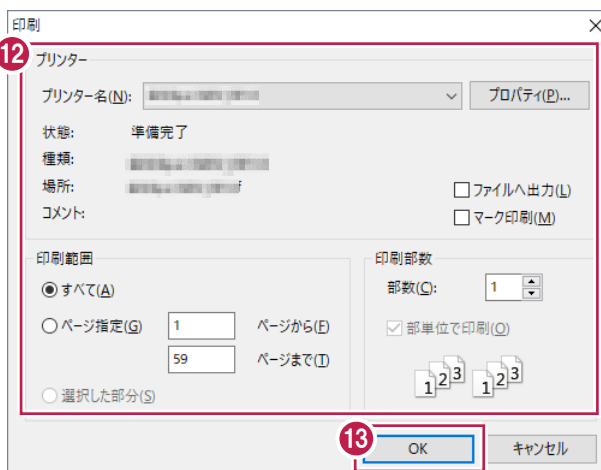 印刷
12
プリンター
プリンター名(N):
プロパティ(P)...
状態: 準備完了
種類:
場所:
ファイルへ出力(L)
コメント:
マーク印刷(M)
印刷範囲
すべて(A)
ページ指定(G) 1 ページから(F)
59 ページまで(T)
選択した部分(S)
印刷部数
部数(C): 1
部単位で印刷(O)
1 2 3 1 2 3
13
OK キャンセル